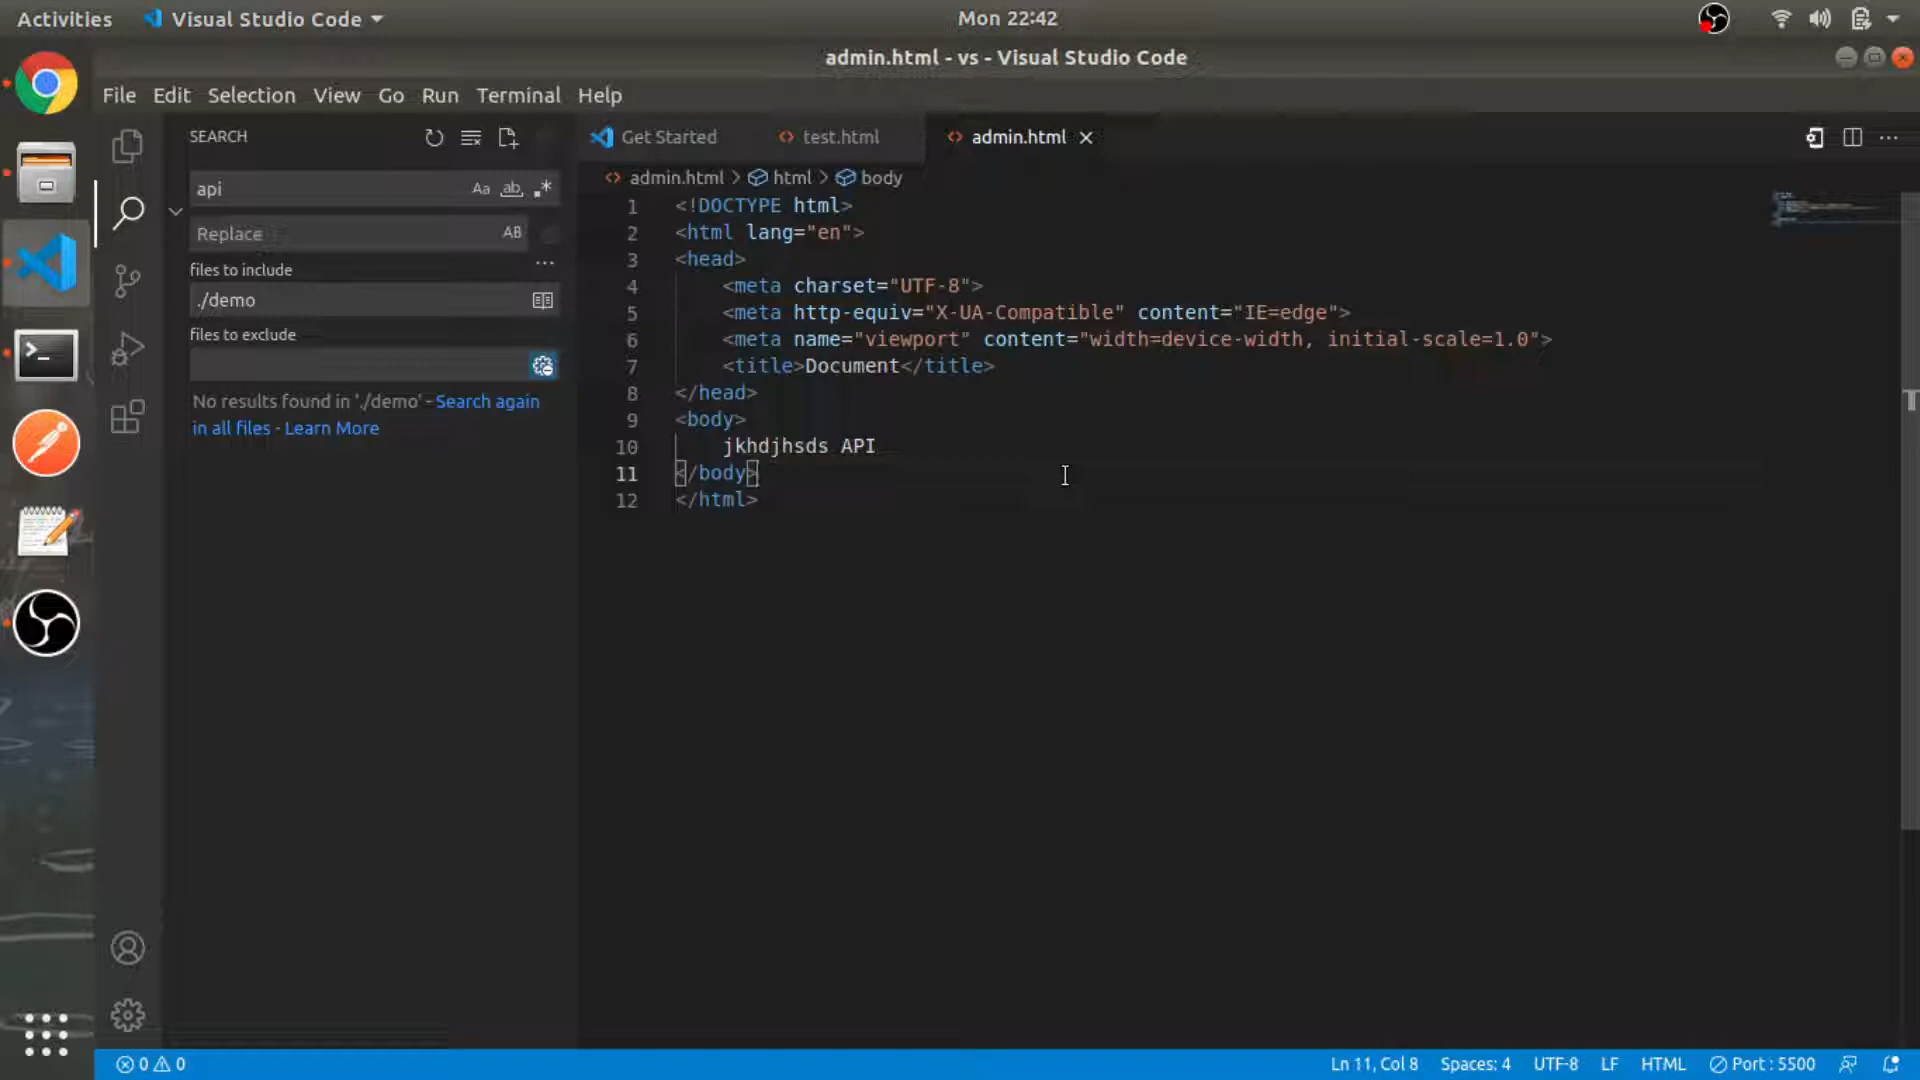 Activities Visual Studio Code Mon 22:42
admin.html - vs - Visual Studio Code
File Edit Selection View Go Run Terminal Help
SEARCH
api Aa ab, .*
Replace AB
files to include
./demo
files to exclude
No results found in './demo' - Search again
in all files - Learn More
Get Started test.html admin.html
admin.html > html > body
1 <!DOCTYPE html>
2 <html lang="en">
3 <head>
4 <meta charset="UTF-8">
5 <meta http-equiv="X-UA-Compatible" content="IE=edge">
6 <meta name="viewport" content="width=device-width, initial-scale=1.0">
7 <title>Document</title>
8 </head>
9 <body>
10 jkhdjhsds API
11 </body>
12 </html>
0 0 Ln 11, Col 8 Spaces: 4 UTF-8 LF HTML Port : 5500